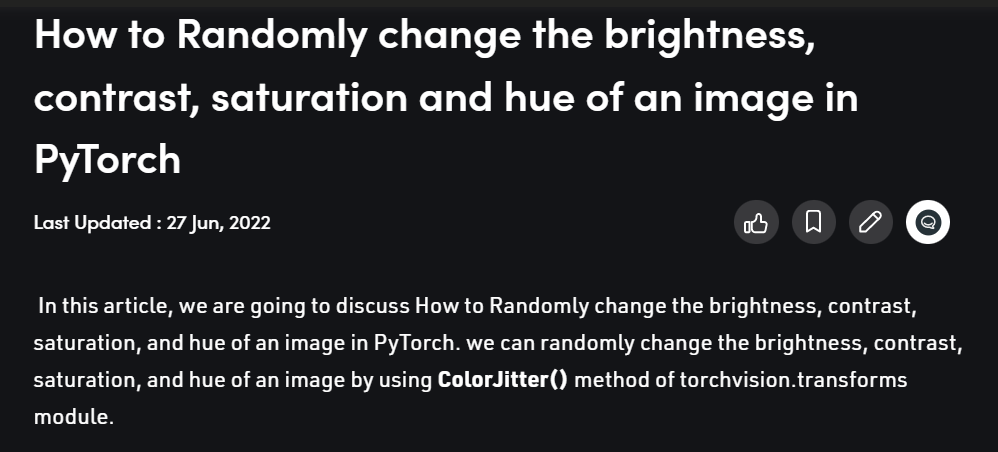 How to Randomly change the brightness,
contrast, saturation and hue of an image in
PyTorch
Last Updated : 27 Jun, 2022
In this article, we are going to discuss How to Randomly change the brightness, contrast,
saturation, and hue of an image in PyTorch. we can randomly change the brightness, contrast,
saturation, and hue of an image by using ColorJitter() method of torchvision.transforms
module.